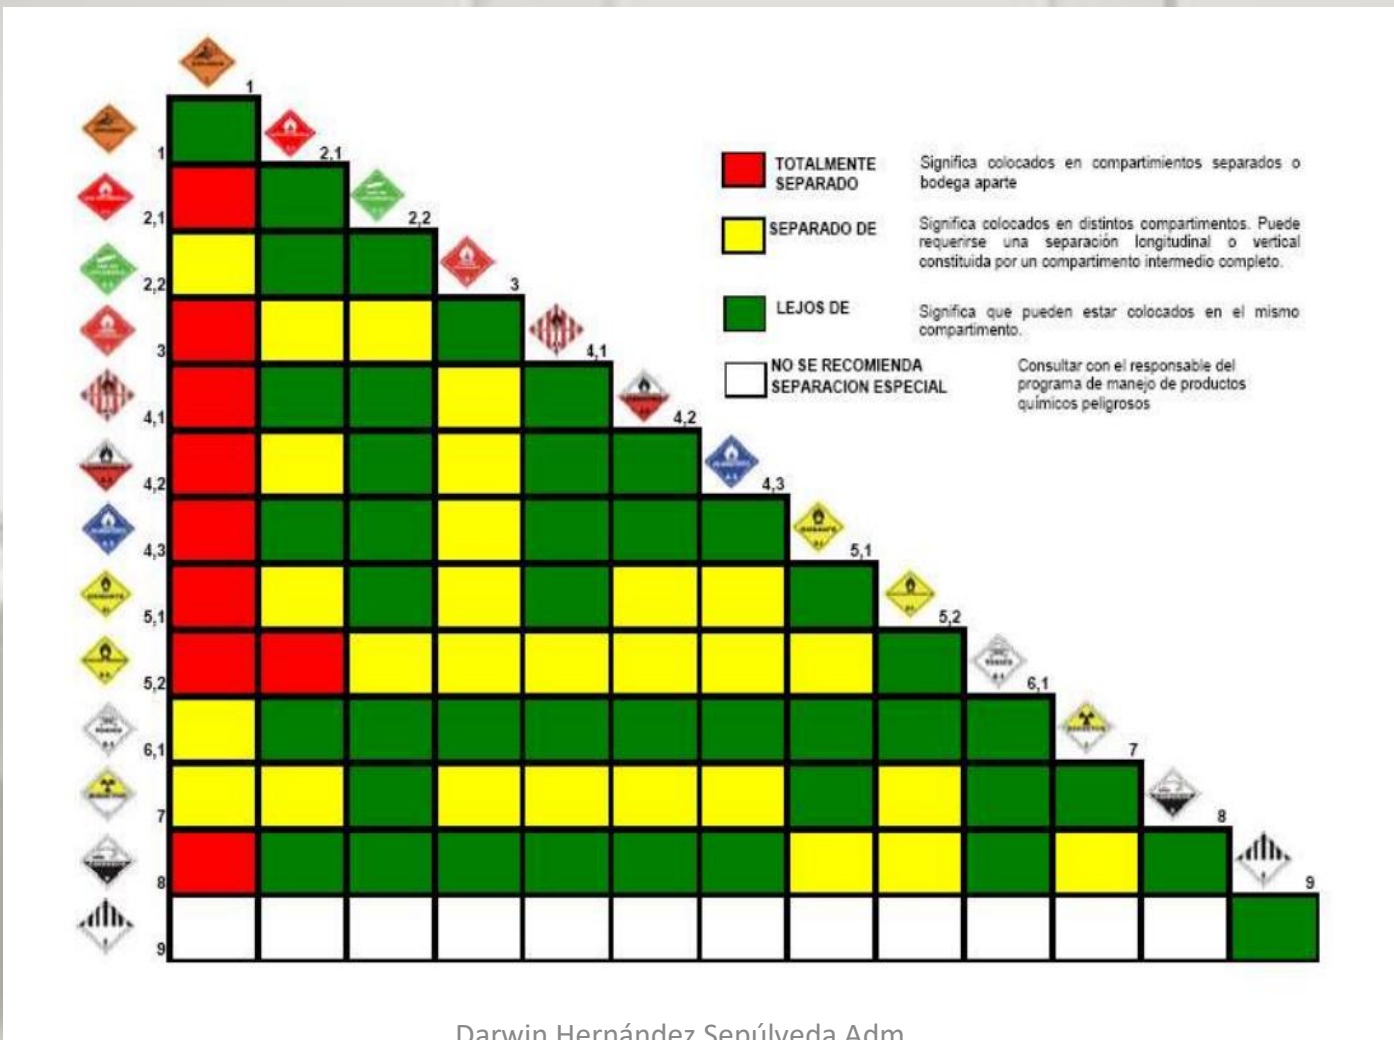 1
1
2,1
2,1
2,2
2,2
3
3
4,1
4,1
4,2
4,2
4,3
4,3
5,1
5,1
5,2
5,2
6,1
6,1
7
7
8
8
9
9
TOTALMENTE
SEPARADO
Significa colocados en compartimientos separados o
bodega aparte
SEPARADO DE
Significa colocados en distintos compartimentos. Puede
requerirse una separación longitudinal o vertical
constituida por un compartimento intermedio completo.
LEJOS DE
Significa que pueden estar colocados en el mismo
compartimento.
NO SE RECOMIENDA
SEPARACION ESPECIAL
Consultar con el responsable del
programa de manejo de productos
químicos peligrosos
Darwin Hernández Sepúlveda Adm